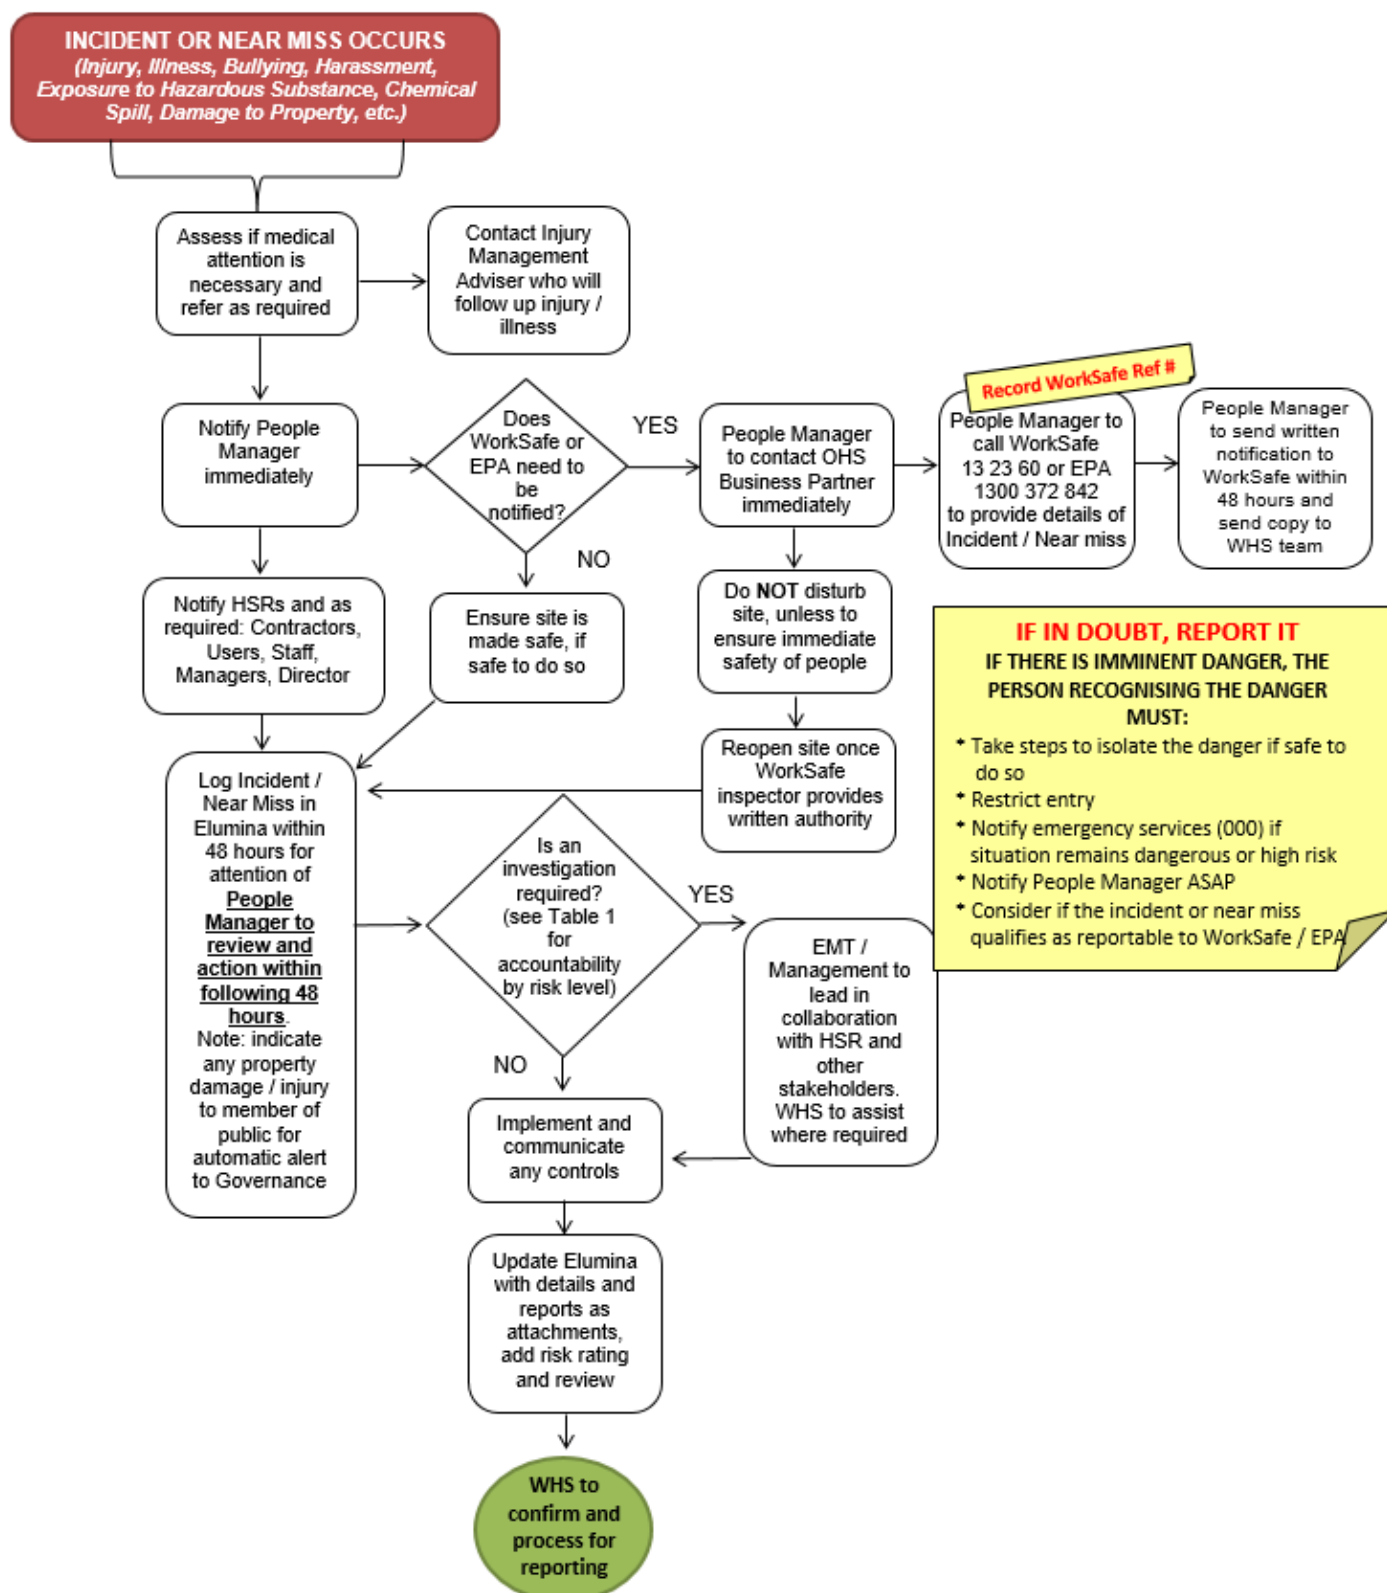 INCIDENT OR NEAR MISS OCCURS
(Injury, Illness, Bullying, Harassment,
Exposure to Hazardous Substance, Chemical
Spill, Damage to Property, etc.)
Assess if medical
attention is
necessary and
refer as required
Contact Injury
Management
Adviser who will
follow up injury /
illness
Notify People
Manager
immediately
Does
WorkSafe or
EPA need to
be
notified?
YES
NO
People Manager
to contact OHS
Business Partner
immediately
Record WorkSafe Ref #
People Manager to
call WorkSafe
13 23 60 or EPA
1300 372 842
to provide details of
Incident / Near miss
People Manager
to send written
notification to
WorkSafe within
48 hours and
send copy to
WHS team
Notify HSRs and as
required: Contractors,
Users, Staff,
Managers, Director
Ensure site is
made safe, if
safe to do so
Do NOT disturb
site, unless to
ensure immediate
safety of people
Reopen site once
WorkSafe
inspector provides
written authority
IF IN DOUBT, REPORT IT
IF THERE IS IMMINENT DANGER, THE
PERSON RECOGNISING THE DANGER
MUST:
* Take steps to isolate the danger if safe to
do so
* Restrict entry
* Notify emergency services (000) if
situation remains dangerous or high risk
* Notify People Manager ASAP
* Consider if the incident or near miss
qualifies as reportable to WorkSafe / EPA
Log Incident /
Near Miss in
Elumina within
48 hours for
attention of
People
Manager to
review and
action within
following 48
hours.
Note: indicate
any property
damage / injury
to member of
public for
automatic alert
to Governance
Is an
investigation
required?
(see Table 1
for
accountability
by risk level)
YES
NO
EMT /
Management to
lead in
collaboration
with HSR and
other
stakeholders.
WHS to assist
where required
Implement and
communicate
any controls
Update Elumina
with details and
reports as
attachments,
add risk rating
and review
WHS to
confirm and
process for
reporting